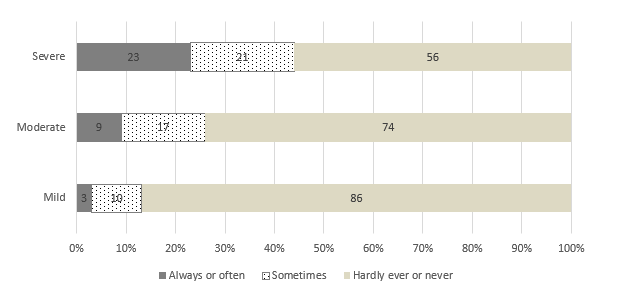 Severe 23 21 56
Moderate 9 17 74
Mild 3 10 86
0% 10% 20% 30% 40% 50% 60% 70% 80% 90% 100%
Always or often Sometimes Hardly ever or never